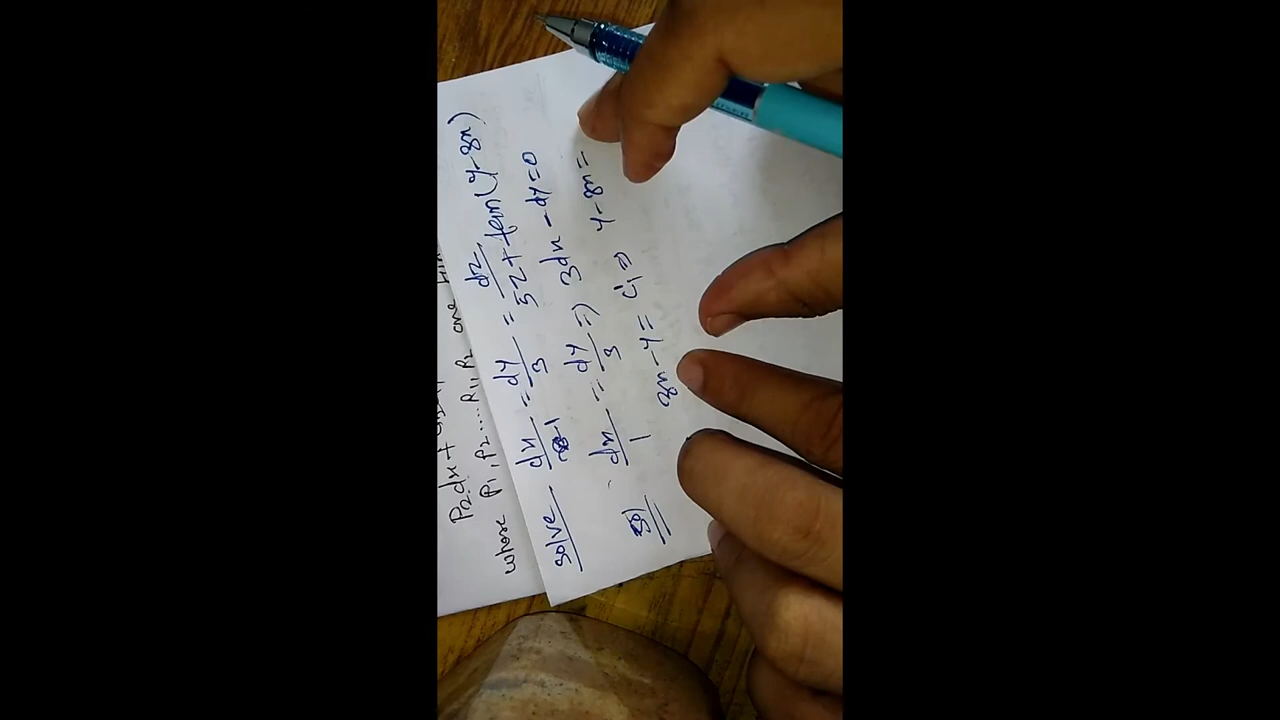 P₂dx +
where P₁, P₂ .... R₁, R₂ are
solve dx/1 = dy/3 = dz/5z + tan(y-3x)
sol dx/1 = dy/3 => 3dx - dy = 0
3x - y = c₁ => y - 3x =